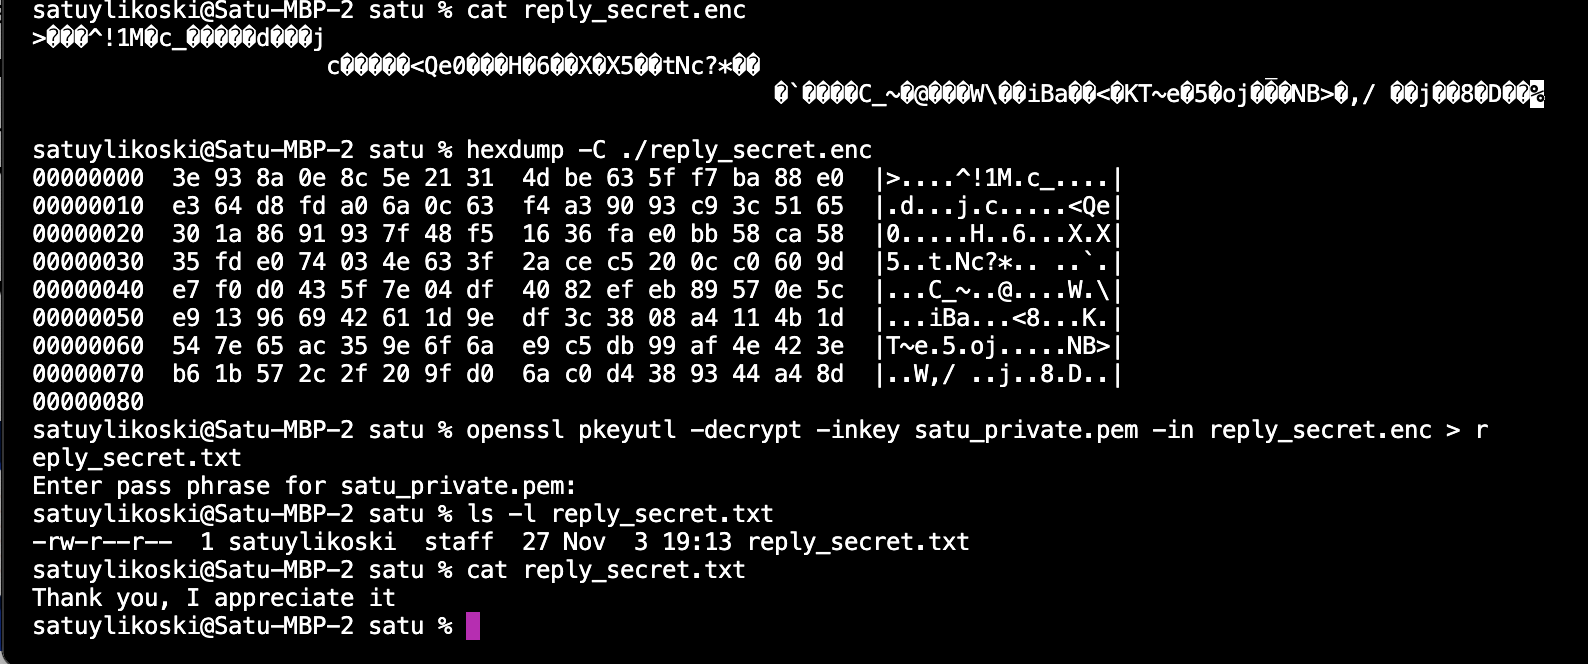 satuylikoski@Satu-MBP-2 satu % cat reply_secret.enc
>���^!1M�c_�����d���j
c�����<Qe0���H�6��X�X5��tNc?*��
�`����C_~�@���W\��iBa��<�KT~e�5�oj���NB>�,/ ��j��8�D��%
satuylikoski@Satu-MBP-2 satu % hexdump -C ./reply_secret.enc
00000000  3e 93 8a 0e 8c 5e 21 31  4d be 63 5f f7 ba 88 e0  |>....^!1M.c_....|
00000010  e3 64 d8 fd a0 6a 0c 63  f4 a3 90 93 c9 3c 51 65  |.d...j.c.....<Qe|
00000020  30 1a 86 91 93 7f 48 f5  16 36 fa e0 bb 58 ca 58  |0.....H..6...X.X|
00000030  35 fd e0 74 03 4e 63 3f  2a ce c5 20 0c c0 60 9d  |5..t.Nc?*.. ..`.|
00000040  e7 f0 d0 43 5f 7e 04 df  40 82 ef eb 89 57 0e 5c  |...C_~..@....W.\|
00000050  e9 13 96 69 42 61 1d 9e  df 3c 38 08 a4 11 4b 1d  |...iBa...<8...K.|
00000060  54 7e 65 ac 35 9e 6f 6a  e9 c5 db 99 af 4e 42 3e  |T~e.5.oj.....NB>|
00000070  b6 1b 57 2c 2f 20 9f d0  6a c0 d4 38 93 44 a4 8d  |..W,/ ..j..8.D..|
00000080
satuylikoski@Satu-MBP-2 satu % openssl pkeyutl -decrypt -inkey satu_private.pem -in reply_secret.enc > r
eply_secret.txt
Enter pass phrase for satu_private.pem:
satuylikoski@Satu-MBP-2 satu % ls -l reply_secret.txt
-rw-r--r--  1 satuylikoski  staff  27 Nov  3 19:13 reply_secret.txt
satuylikoski@Satu-MBP-2 satu % cat reply_secret.txt
Thank you, I appreciate it
satuylikoski@Satu-MBP-2 satu %